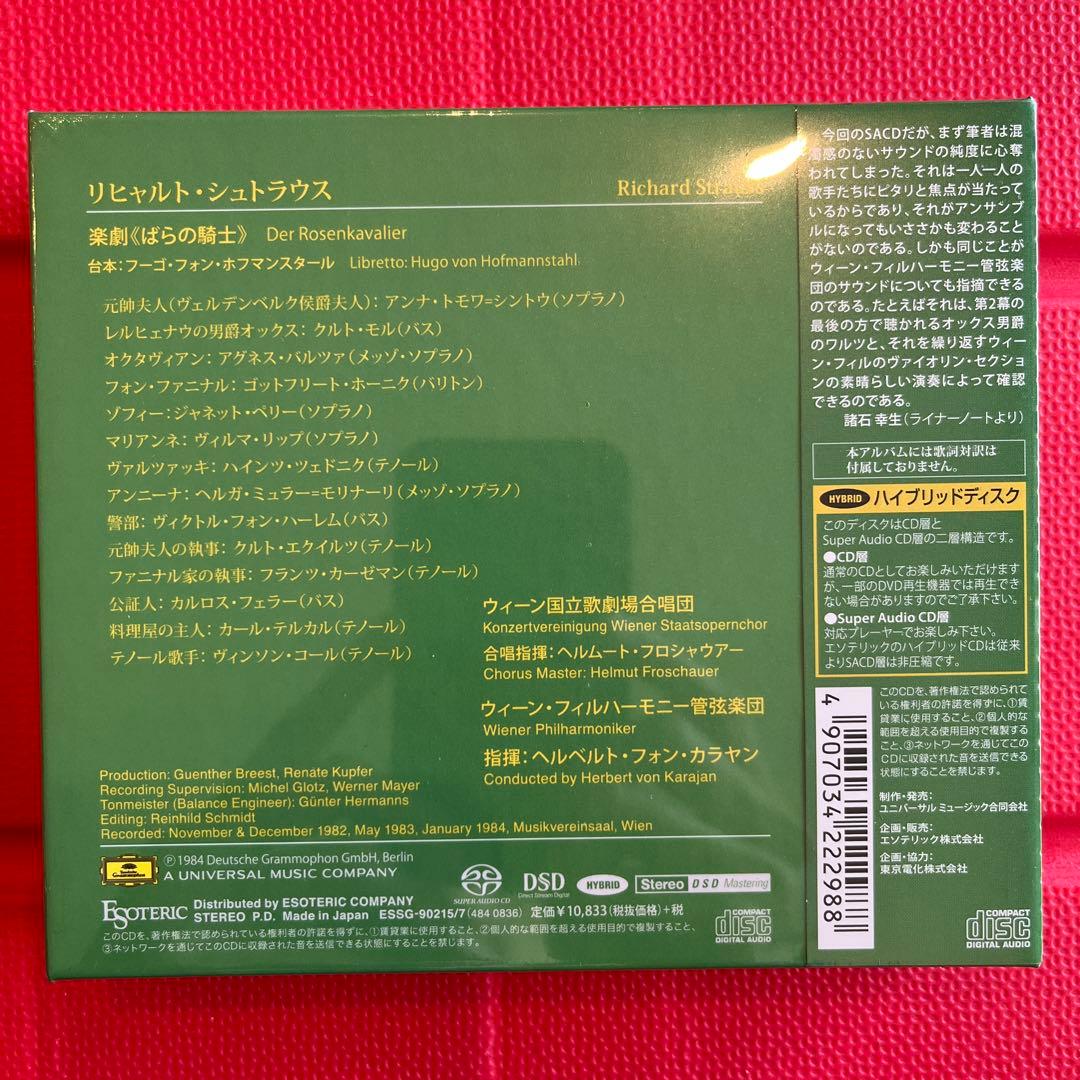 リヒャルト・シュトラウス Richard Strauss
楽劇《ばらの騎士》 Der Rosenkavalier
台本:フーゴ・フォン・ホフマンスタール Libretto: Hugo von Hofmannstahl
元帥夫人(ヴェルデンベルク侯爵夫人):アンナ・トモワ=シントウ(ソプラノ)
レルヒェナウの男爵オックス:クルト・モル(バス)
オクタヴィアン:アグネス・バルツァ(メッゾ・ソプラノ)
フォン・ファニナル:ゴットフリート・ホーニク(バリトン)
ゾフィー:ジャネット・ペリー(ソプラノ)
マリアンネ:ヴィルマ・リップ(ソプラノ)
ヴァルツァッキ:ハインツ・ツェドニク(テノール)
アンニーナ:ヘルガ・ミュラー=モリナーリ(メッゾ・ソプラノ)
警部:ヴィクトル・フォン・ハーレム(バス)
元帥夫人の執事:クルト・エクイルツ(テノール)
ファニナル家の執事:フランツ・カーゼマン(テノール)
公証人:カルロス・フェラー(バス)
料理屋の主人:カール・テルカル(テノール)
テノール歌手:ヴィンソン・コール(テノール)
ウィーン国立歌劇場合唱団
Konzertvereinigung Wiener Staatsopernchor
合唱指揮:ヘルムート・フロシャウアー
Chorus Master: Helmut Froschauer
ウィーン・フィルハーモニー管弦楽団
Wiener Philharmoniker
指揮:ヘルベルト・フォン・カラヤン
Conducted by Herbert von Karajan
Production: Guenther Breest, Renate Kupfer
Recording Supervision: Michel Glotz, Werner Mayer
Tonmeister (Balance Engineer): Günter Hermanns
Editing: Reinhild Schmidt
Recorded: November & December 1982, May 1983, January 1984, Musikvereinsaal, Wien
Ⓟ 1984 Deutsche Grammophon GmbH, Berlin
A UNIVERSAL MUSIC COMPANY
SUPER AUDIO CD
DSD
Direct Stream Digital
HYBRID
Stereo DSD Mastering
ESOTERIC
Distributed by ESOTERIC COMPANY
STEREO P.D. Made in Japan ESSG-90215/7 (484 0836) 定価¥10,833(税抜価格)+税
このCDを、著作権法で認められている権利者の許諾を得ずに、①賃貸業に使用すること、②個人的な範囲を超える使用目的で複製すること、
③ネットワークを通じてこのCDに収録された音を送信できる状態にすることを禁じます。
COMPACT disc DIGITAL AUDIO
今回のSACDだが、まず筆者は混
濁感のないサウンドの純度に心奪
われてしまった。それは一人一人の
歌手たちにピタリと焦点が当たって
いるからであり、それがアンサンブ
ルになってもいささかも変わること
がないのである。しかも同じことが
ウィーン・フィルハーモニー管弦楽
団のサウンドについても指摘できる
のである。たとえばそれは、第2幕の
最後の方で聴かれるオックス男爵
のワルツと、それを繰り返すウィー
ン・フィルのヴァイオリン・セクショ
ンの素晴らしい演奏によって確認
できるのである。
諸石 幸生(ライナーノートより)
本アルバムには歌詞対訳は
付属しておりません。
HYBRID ハイブリッドディスク
このディスクはCD層と
Super Audio CD層の二層構造です。
●CD層
通常のCDとしてお楽しみいただけます
が、一部のDVD再生機器では再生でき
ない場合がありますのでご了承下さい。
●Super Audio CD層
対応プレーヤーでお楽しみ下さい。
エソテリックのハイブリッドCDは従来
よりSACD層は非圧縮です。
4 907034 222988
このCDを、著作権法で認められて
いる権利者の許諾を得ずに、①賃
貸業に使用すること、②個人的な
範囲を超える使用目的で複製する
こと、③ネットワークを通じてこの
CDに収録された音を送信できる
状態にすることを禁じます。
制作・発売:
ユニバーサル ミュージック合同会社
企画・販売:
エソテリック株式会社
企画・協力:
東京電化株式会社
COMPACT disc DIGITAL AUDIO